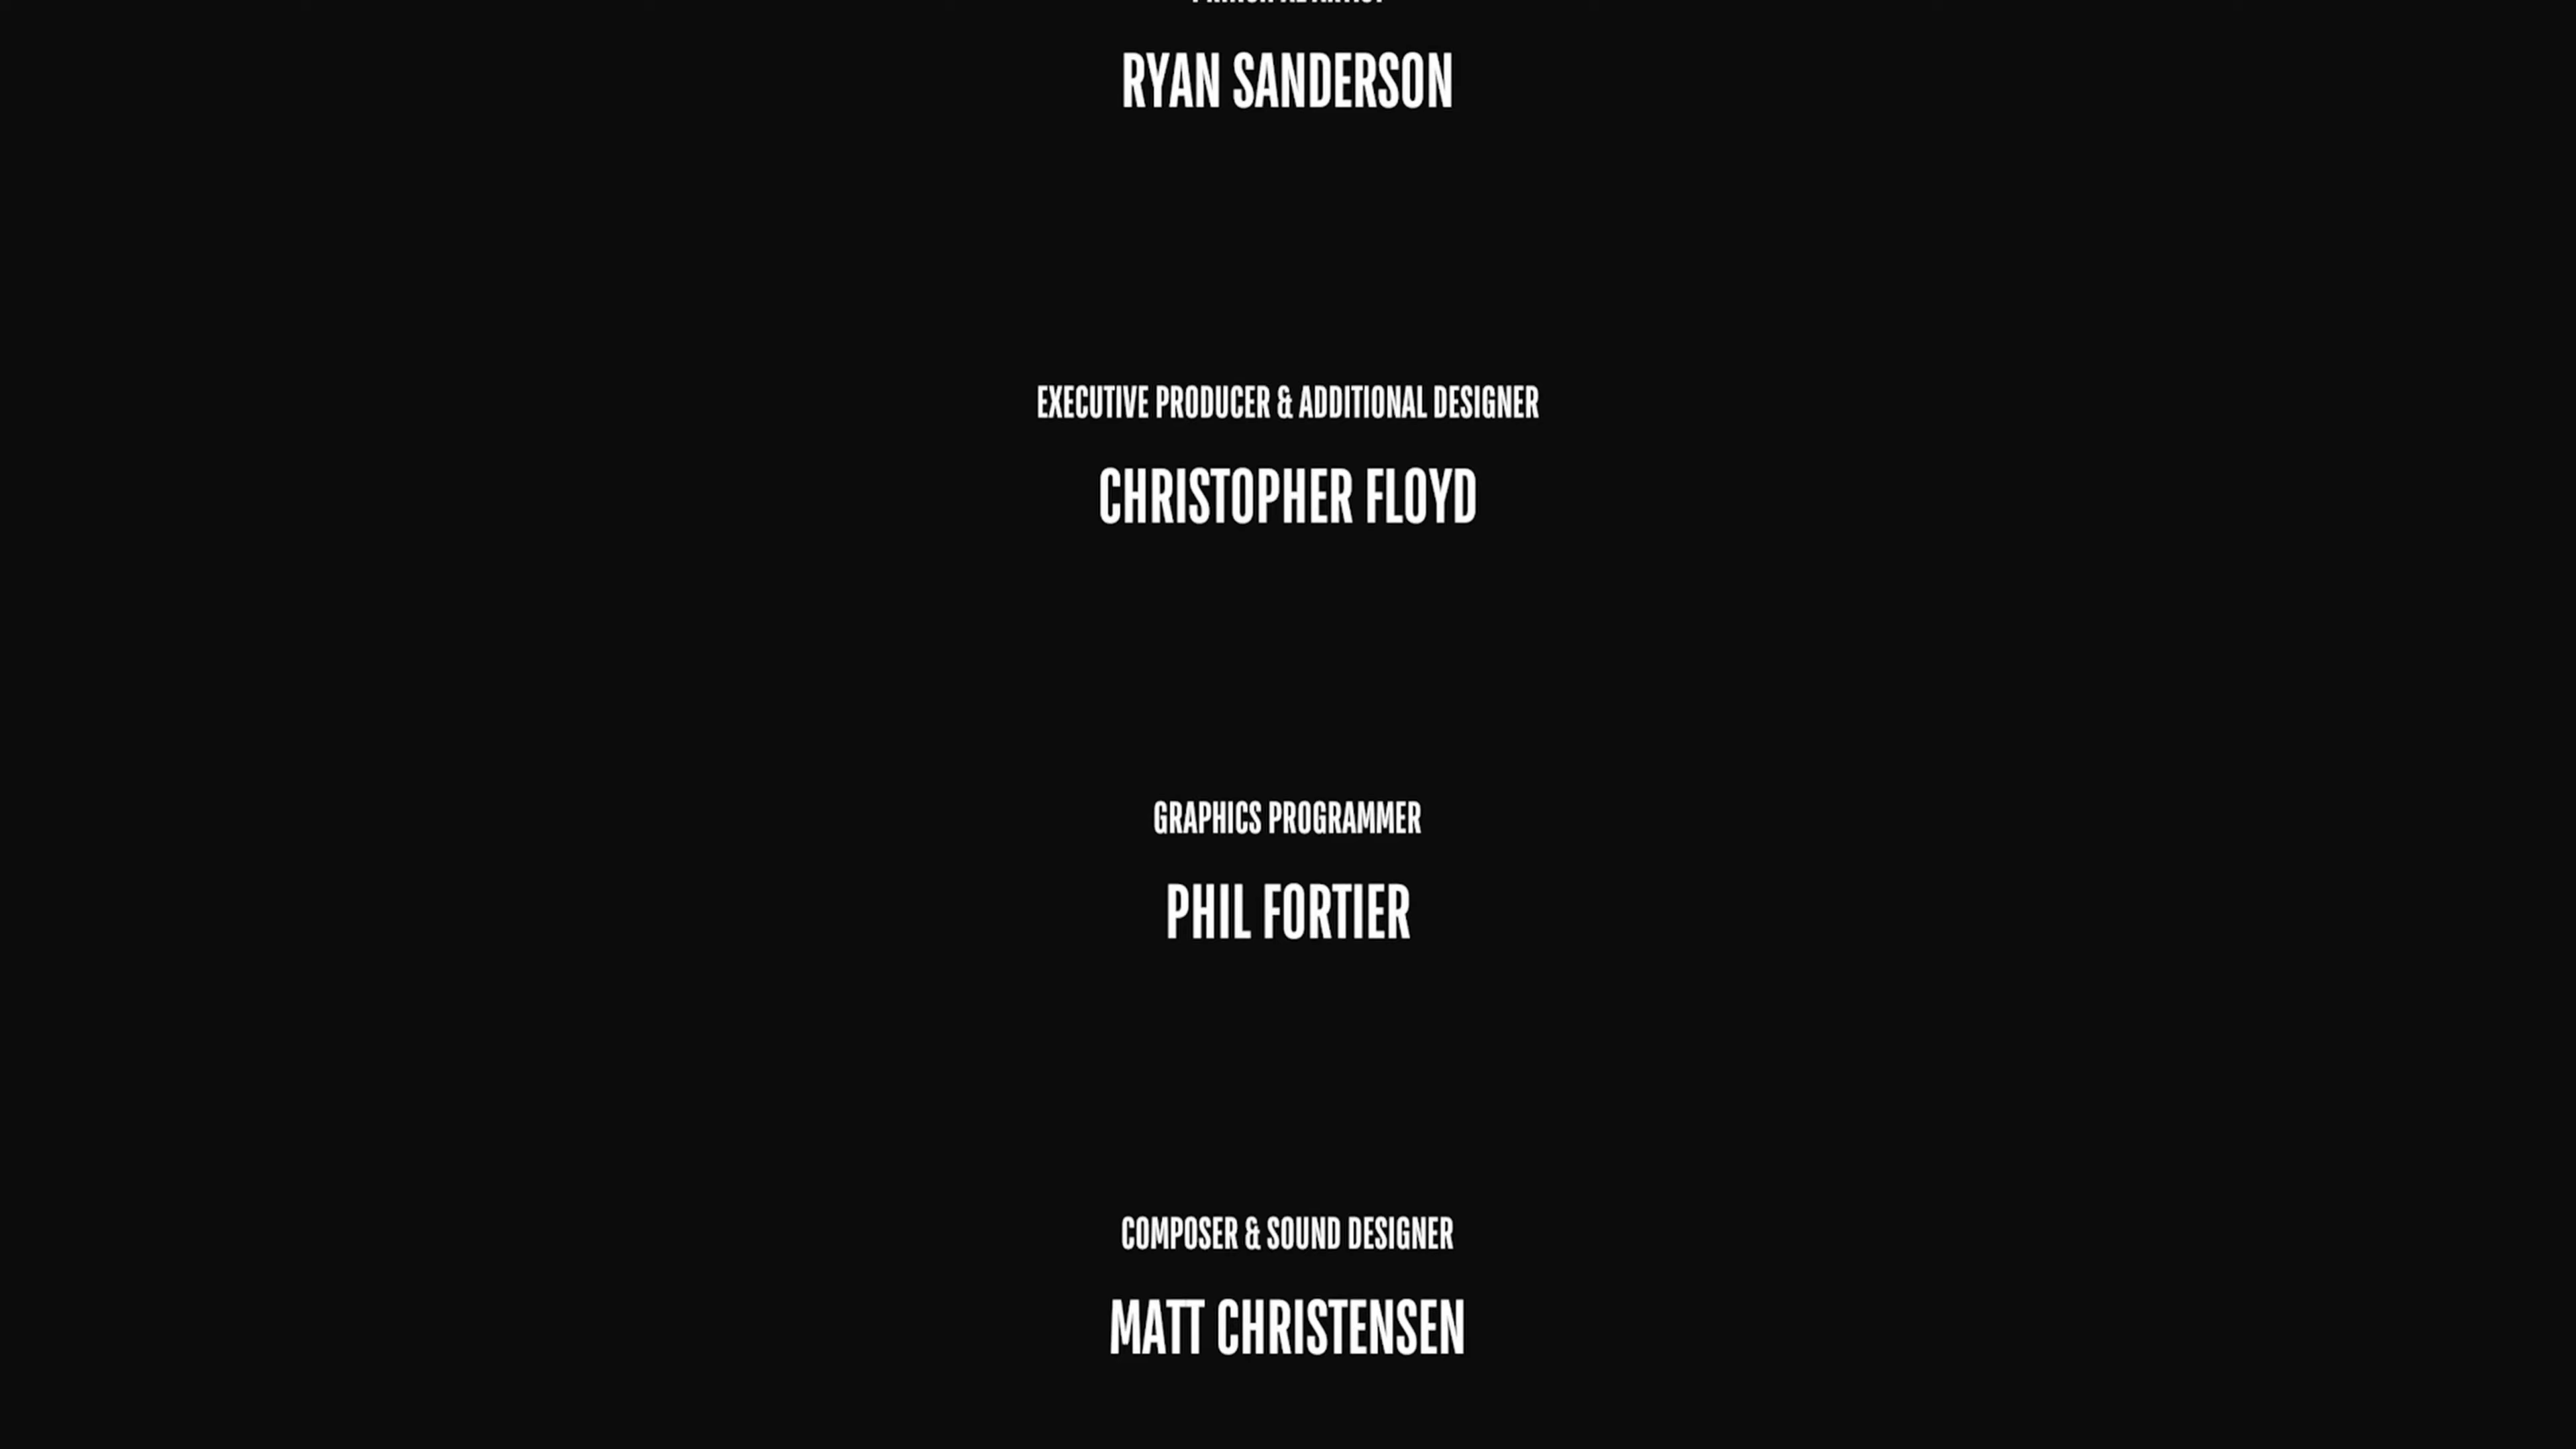 RYAN SANDERSON
EXECUTIVE PRODUCER & ADDITIONAL DESIGNER
CHRISTOPHER FLOYD
GRAPHICS PROGRAMMER
PHIL FORTIER
COMPOSER & SOUND DESIGNER
MATT CHRISTENSEN